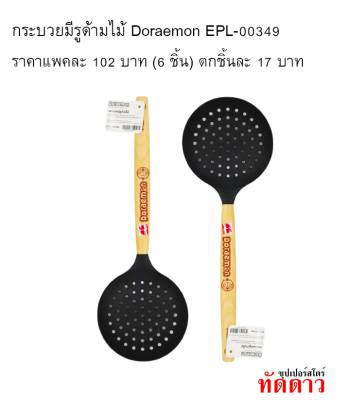 กระบวยมีรูด้ามไม้ Doraemon EPL-00349
ราคาแพคละ 102 บาท (6 ชิ้น) ตกชิ้นละ 17 บาท
Doraemon
Doraemon
ซุปเปอร์สโตร์
ทัดดาว